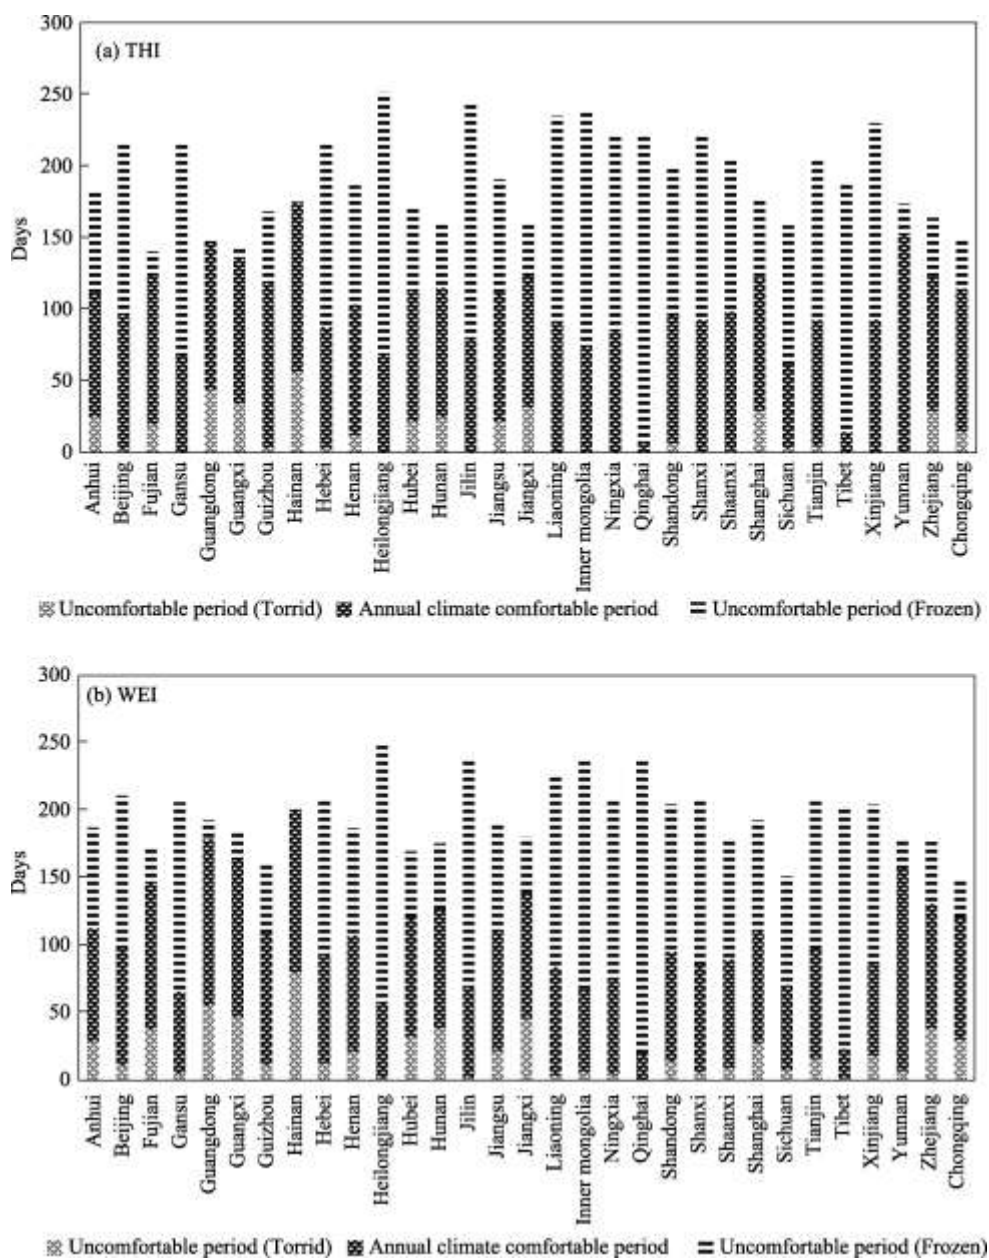 300
(a) THI
250
200
150
100
50
0
Days
Anhui
Beijing
Fujian
Gansu
Guangdong
Guangxi
Guizhou
Hainan
Hebei
Henan
Heilongjiang
Hubei
Hunan
Jilin
Jiangsu
Jiangxi
Liaoning
Inner mongolia
Ningxia
Qinghai
Shandong
Shanxi
Shaanxi
Shanghai
Sichuan
Tianjin
Tibet
Xinjiang
Yunnan
Zhejiang
Chongqing
Uncomfortable period (Torrid) Annual climate comfortable period Uncomfortable period (Frozen)
300
(b) WEI
250
200
150
100
50
0
Days
Anhui
Beijing
Fujian
Gansu
Guangdong
Guangxi
Guizhou
Hainan
Hebei
Henan
Heilongjiang
Hubei
Hunan
Jilin
Jiangsu
Jiangxi
Liaoning
Inner mongolia
Ningxia
Qinghai
Shandong
Shanxi
Shaanxi
Shanghai
Sichuan
Tianjin
Tibet
Xinjiang
Yunnan
Zhejiang
Chongqing
Uncomfortable period (Torrid) Annual climate comfortable period Uncomfortable period (Frozen)